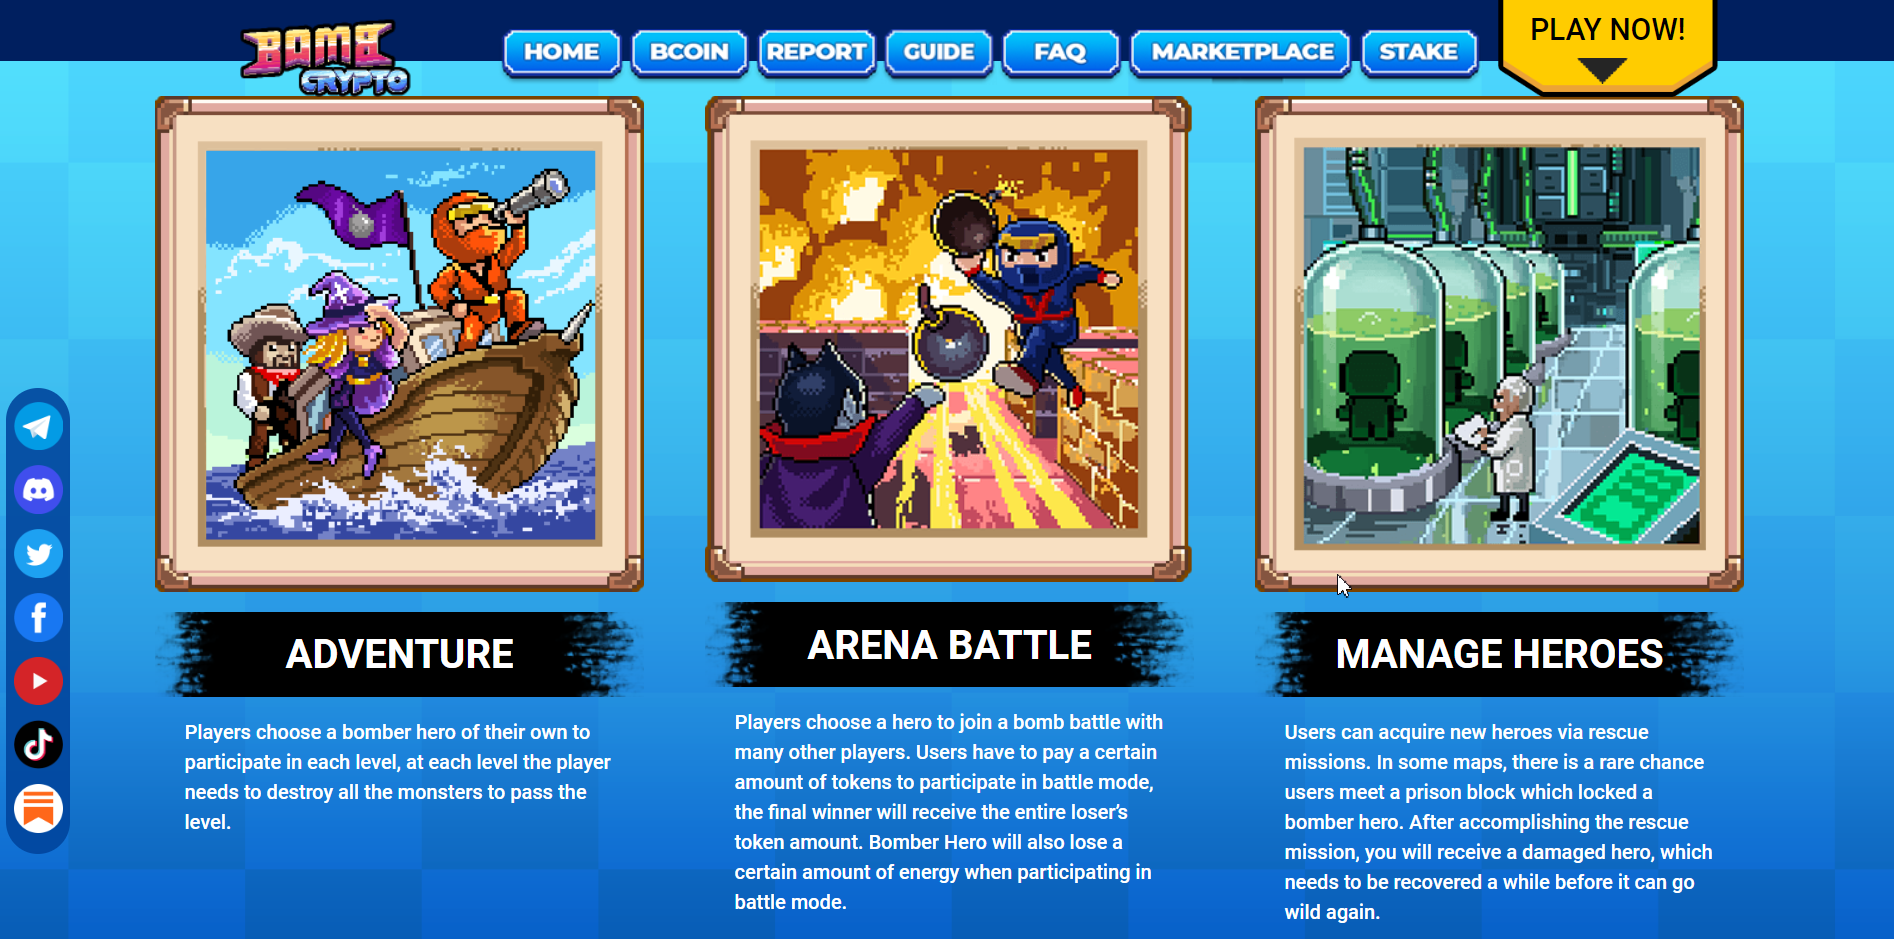 BOMB
CRYPTO
HOME
BCOIN
REPORT
GUIDE
FAQ
MARKETPLACE
STAKE
PLAY NOW!
ADVENTURE
Players choose a bomber hero of their own to
participate in each level, at each level the player
needs to destroy all the monsters to pass the
level.
ARENA BATTLE
Players choose a hero to join a bomb battle with
many other players. Users have to pay a certain
amount of tokens to participate in battle mode,
the final winner will receive the entire loser’s
token amount. Bomber Hero will also lose a
certain amount of energy when participating in
battle mode.
MANAGE HEROES
Users can acquire new heroes via rescue
missions. In some maps, there is a rare chance
users meet a prison block which locked a
bomber hero. After accomplishing the rescue
mission, you will receive a damaged hero, which
needs to be recovered a while before it can go
wild again.